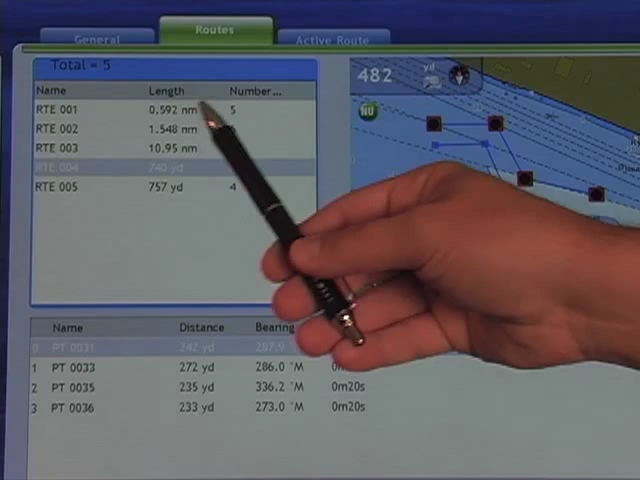 General
Routes
Active Route
Total = 5
Name Length Number...
RTE 001 0.592 nm 5
RTE 002 1.548 nm
RTE 003 10.95 nm
RTE 004 740 yd
RTE 005 757 yd 4
482 yd
NU
Name Distance Bearing
0 PT 0031 242 yd 287.9
1 PT 0033 272 yd 286.0 °M 0m20s
2 PT 0035 235 yd 336.2 °M 0m20s
3 PT 0036 233 yd 273.0 °M 0m20s